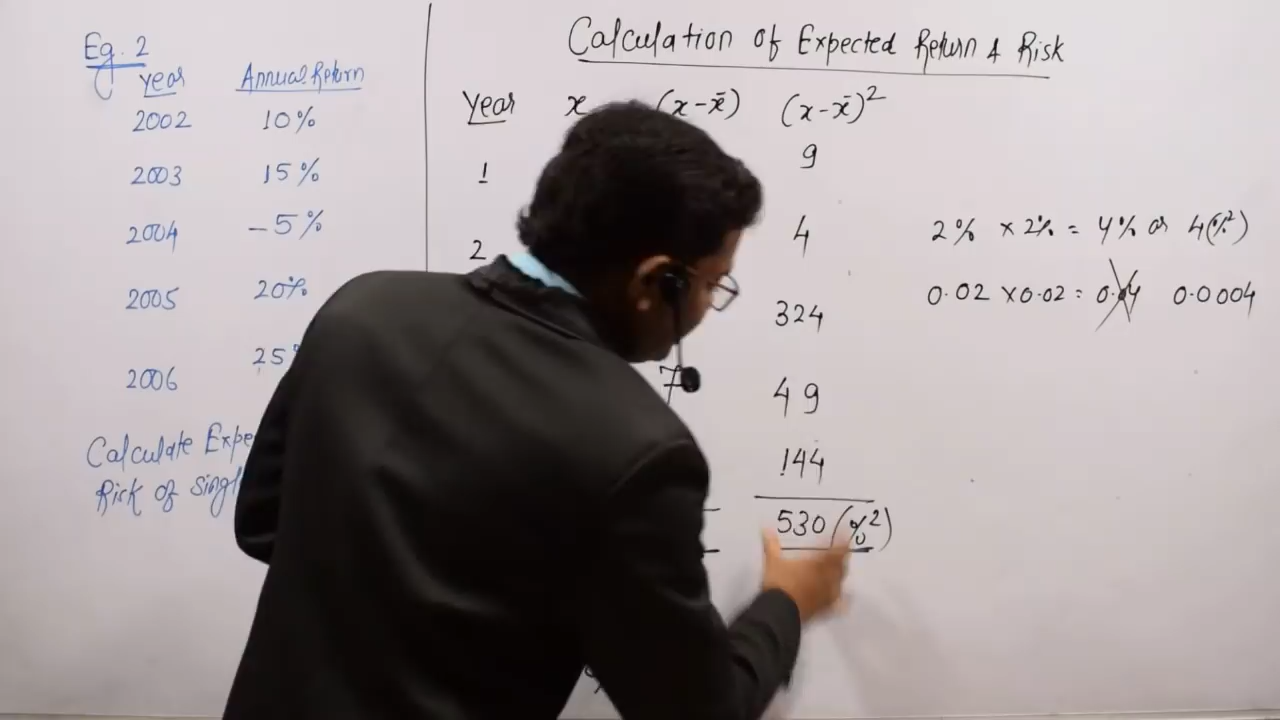 Eg. 2
Year Annual Return
2002 10%
2003 15%
2004 -5%
2005 20%
2006 25%
Calculate
Risk of
Calculation of Expected Return & Risk
Year x (x-x̄) (x-x̄)²
1 9
2 4
324
7 49
144
530 (%²)
2% × 2% = 4% or 4(%²)
0.02 × 0.02 = 0.04 0.0004